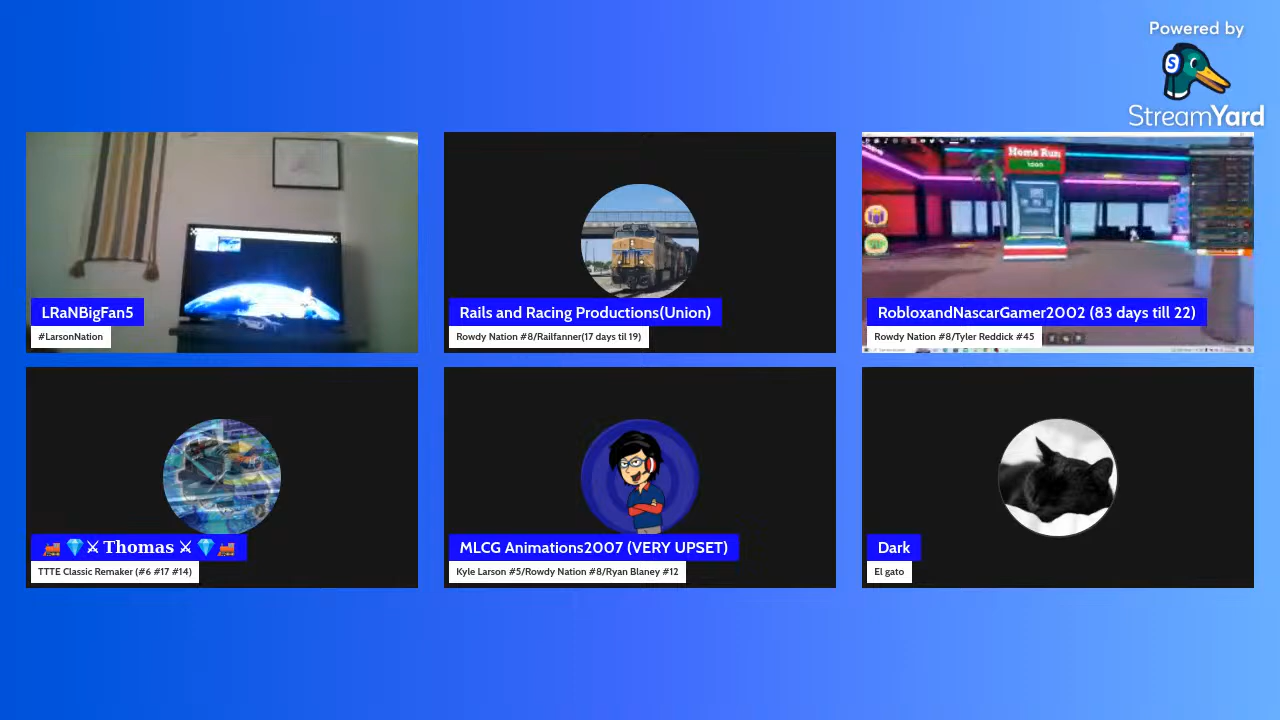 Powered by
StreamYard
LRaNBigFan5
#LarsonNation
Rails and Racing Productions(Union)
Rowdy Nation #8/Railfanner(17 days til 19)
Home Run
RobloxandNascarGamer2002 (83 days till 22)
Rowdy Nation #8/Tyler Reddick #45
🚂 💎⚔ Thomas ⚔ 💎🚂
TTTE Classic Remaker (#6 #17 #14)
MLCG Animations2007 (VERY UPSET)
Kyle Larson #5/Rowdy Nation #8/Ryan Blaney #12
Dark
El gato